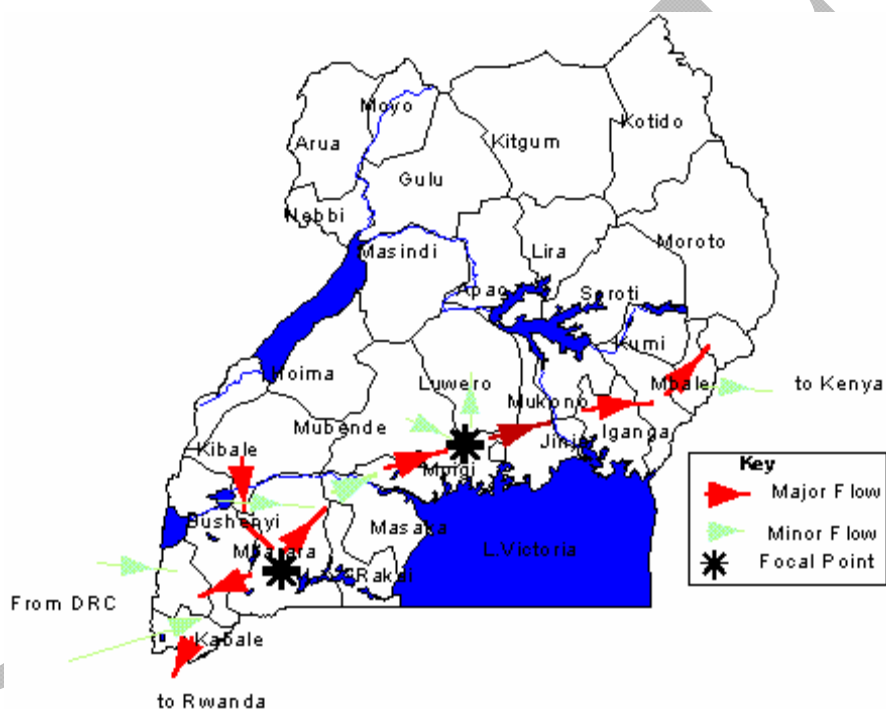 Moyo
Kotido
Arua
Kitgum
Gulu
Nebbi
Moroto
Masindi
Lira
Apac
Soroti
Kumi
Hoima
Luwero
Mbale
to Kenya
Mukono
Mubende
Iganga
Jinja
Kibale
Mpigi
Key
Major Flow
Masaka
Bushenyi
Minor Flow
Mbarara
L.Victoria
Focal Point
Rakai
From DRC
Kabale
to Rwanda